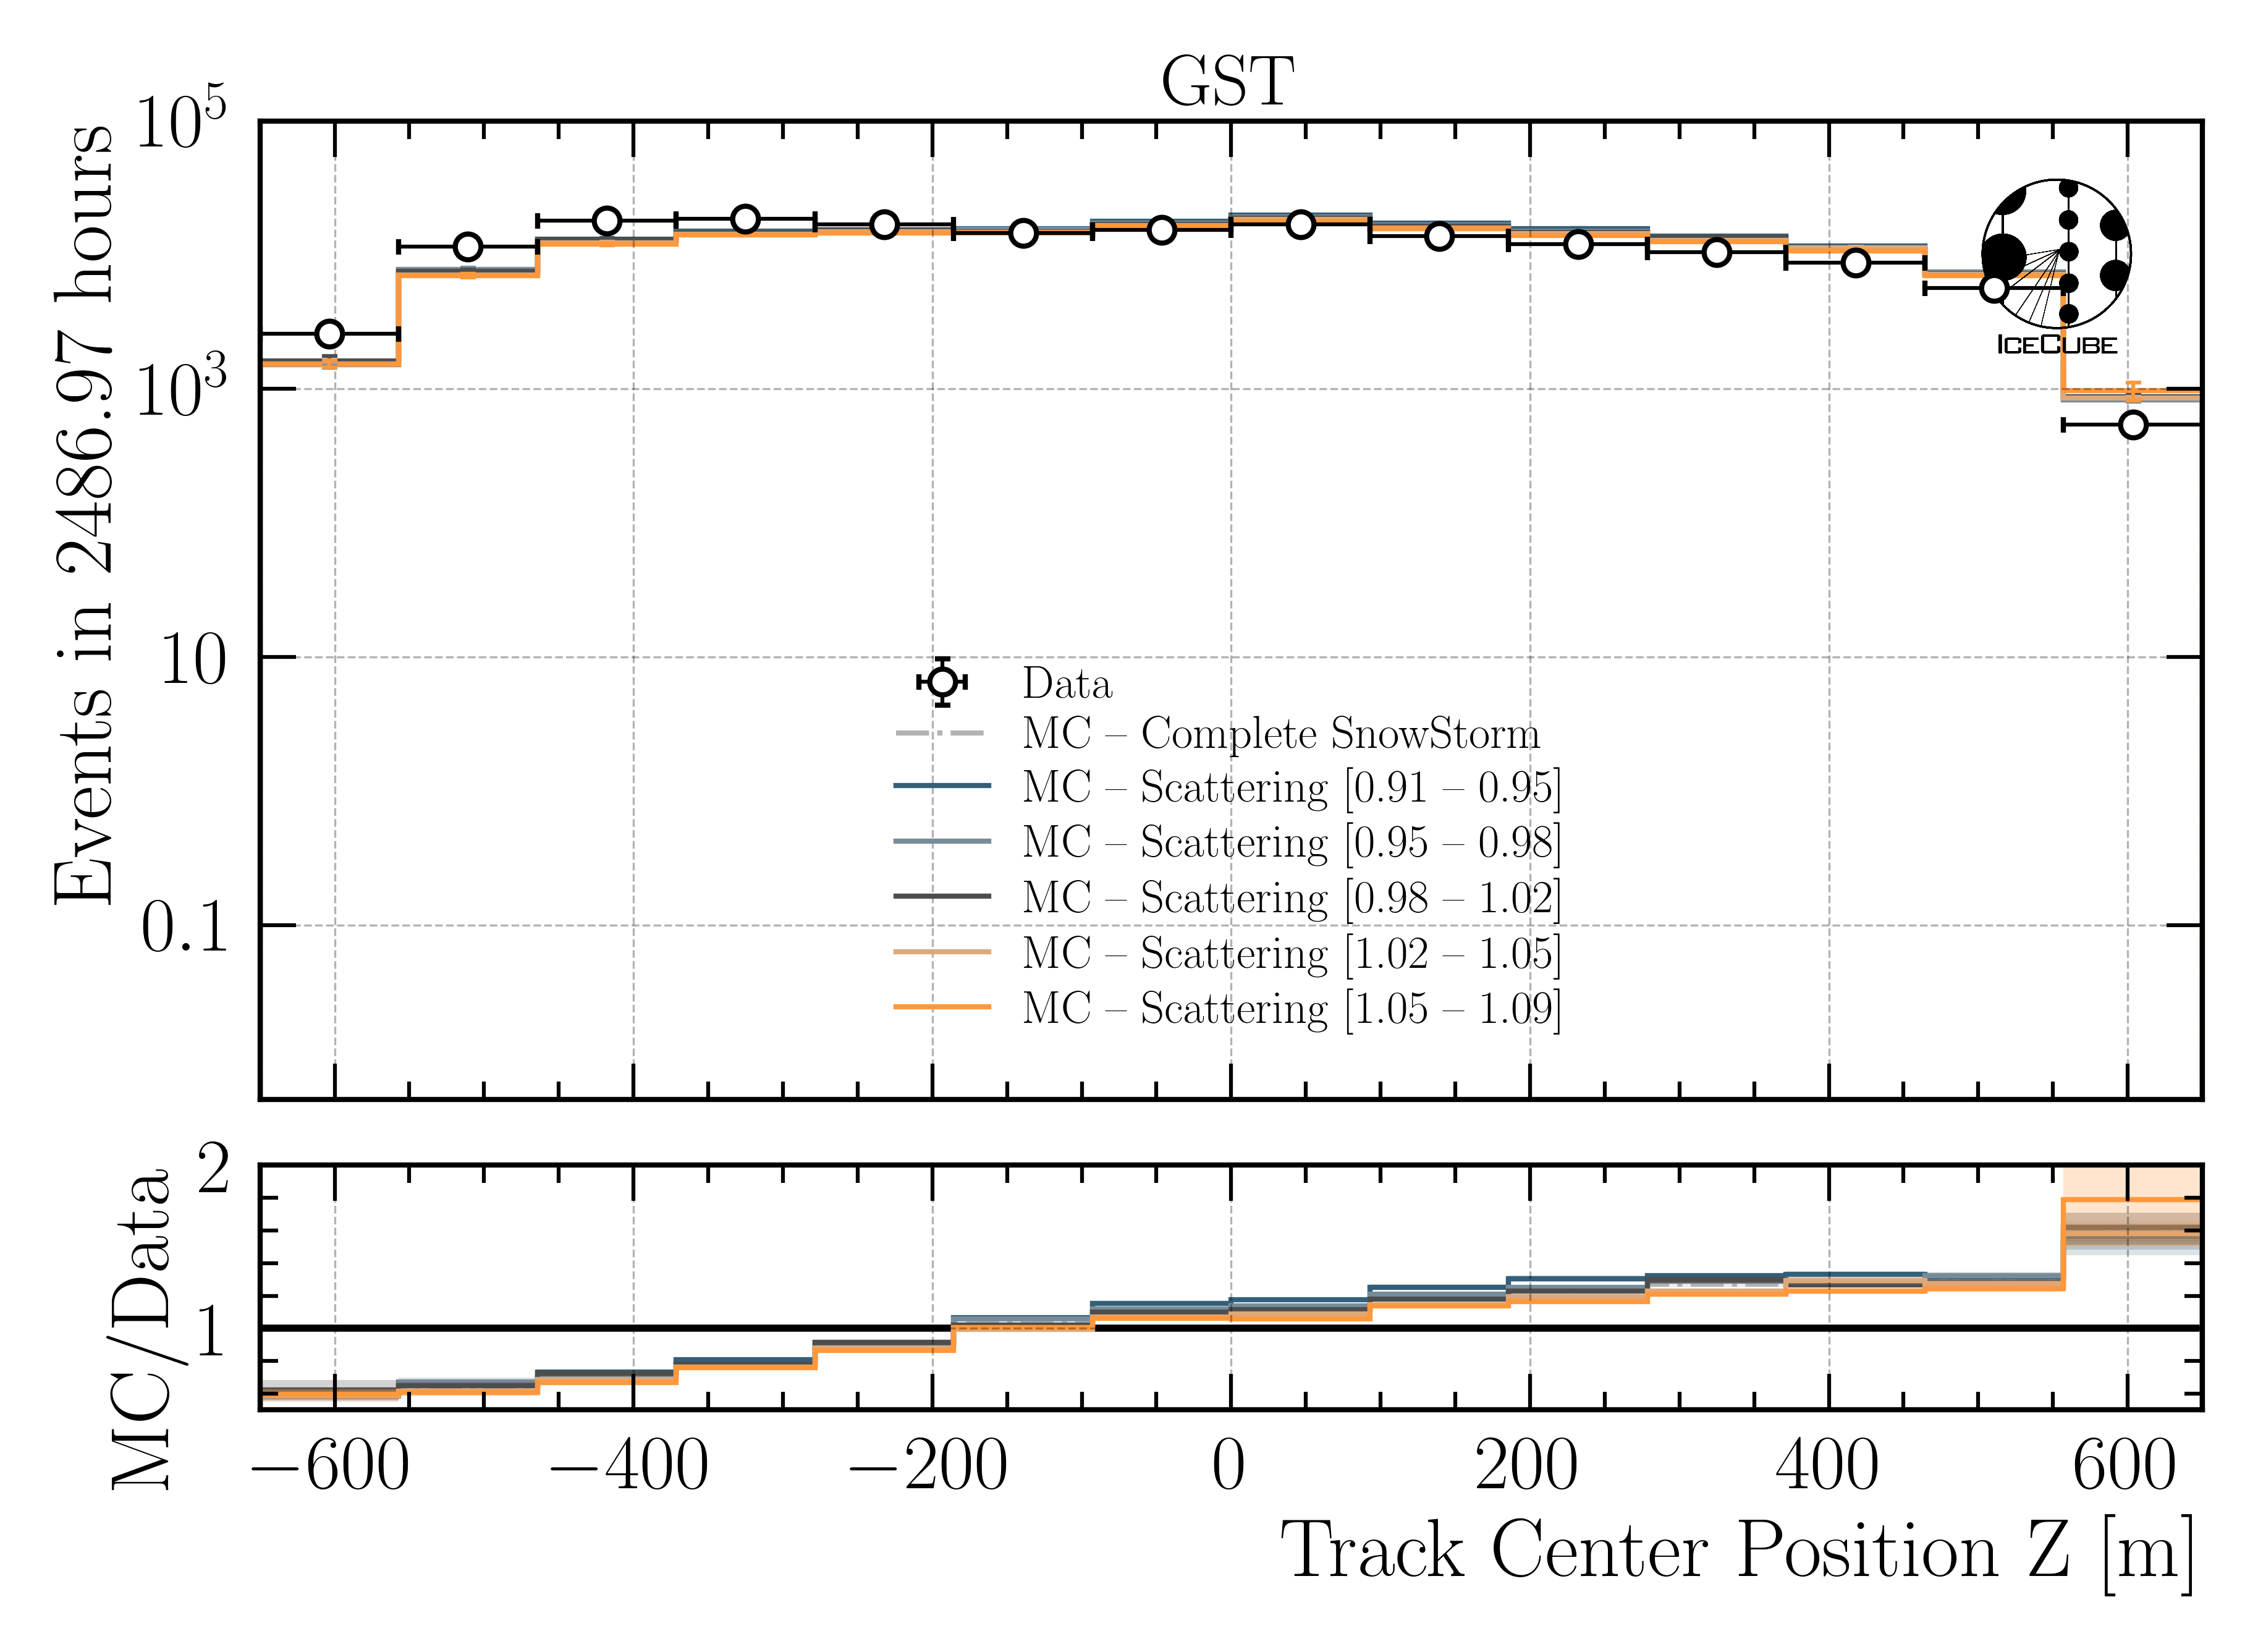 GST
Events in 2486.97 hours
10^5
10^3
10
0.1
Data
MC – Complete SnowStorm
MC – Scattering [0.91 – 0.95]
MC – Scattering [0.95 – 0.98]
MC – Scattering [0.98 – 1.02]
MC – Scattering [1.02 – 1.05]
MC – Scattering [1.05 – 1.09]
ICECUBE
MC/Data
2
1
−600 −400 −200 0 200 400 600
Track Center Position Z [m]